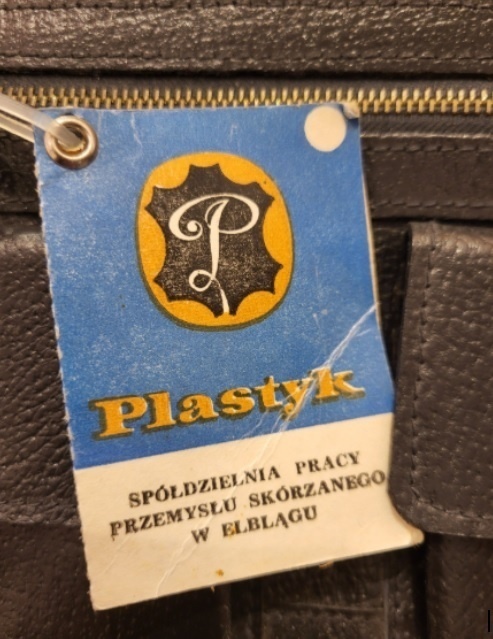 P
Plastyk
SPÓŁDZIELNIA PRACY
PRZEMYSŁU SKÓRZANEGO
W ELBLĄGU